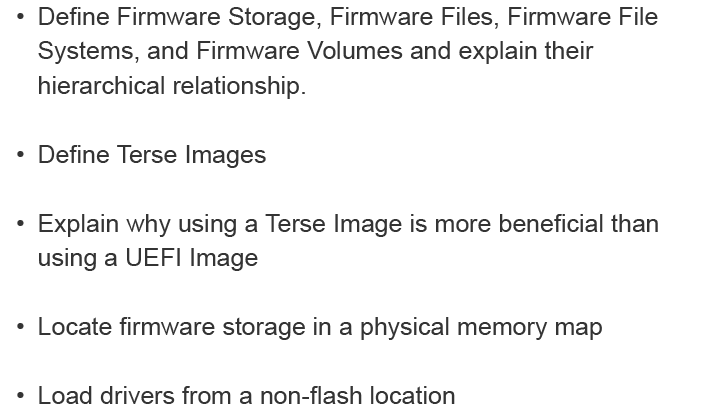 • Define Firmware Storage, Firmware Files, Firmware File
Systems, and Firmware Volumes and explain their
hierarchical relationship.
• Define Terse Images
• Explain why using a Terse Image is more beneficial than
using a UEFI Image
• Locate firmware storage in a physical memory map
• Load drivers from a non-flash location